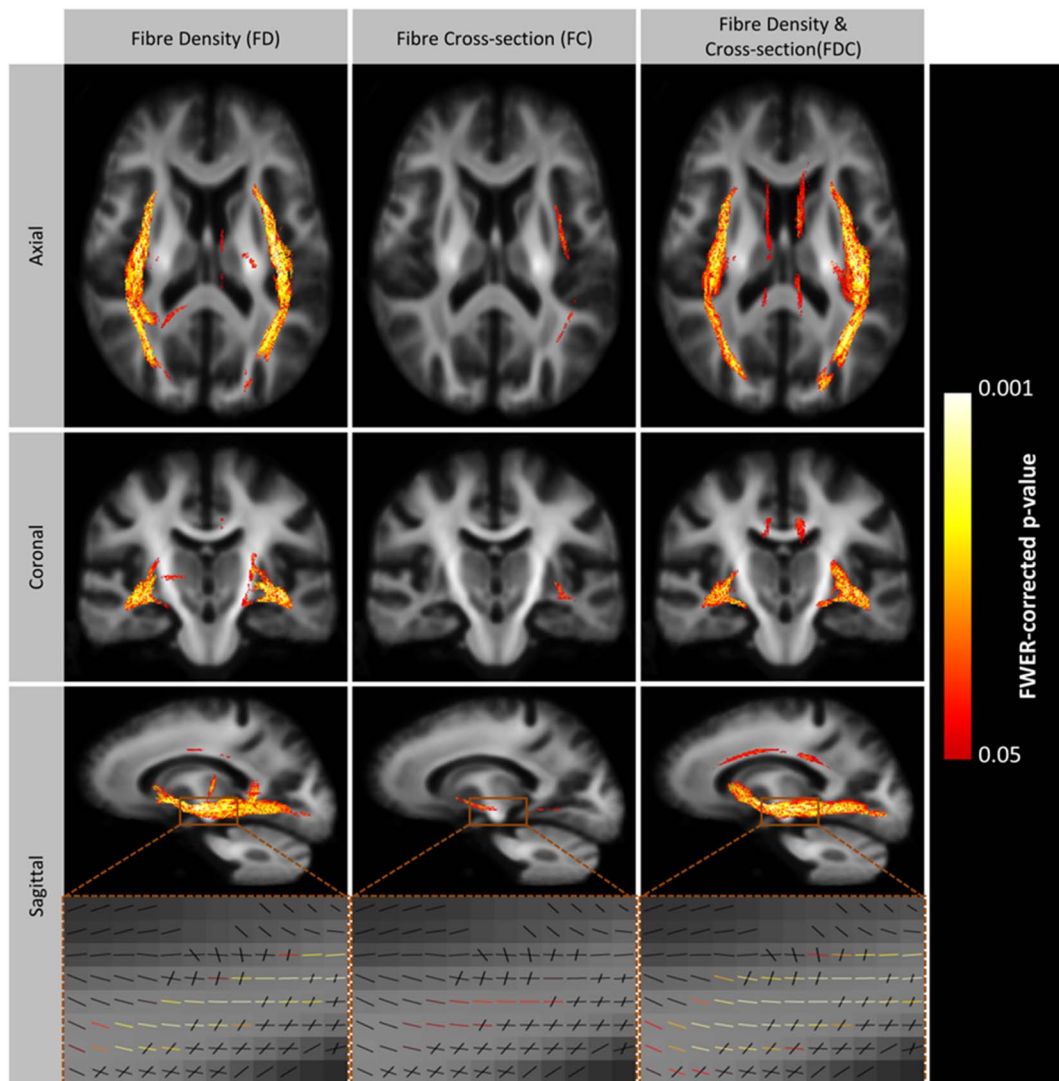 Fibre Density (FD)
Fibre Cross-section (FC)
Fibre Density &
Cross-section(FDC)
Axial
Coronal
Sagittal
0.001
FWER-corrected p-value
0.05